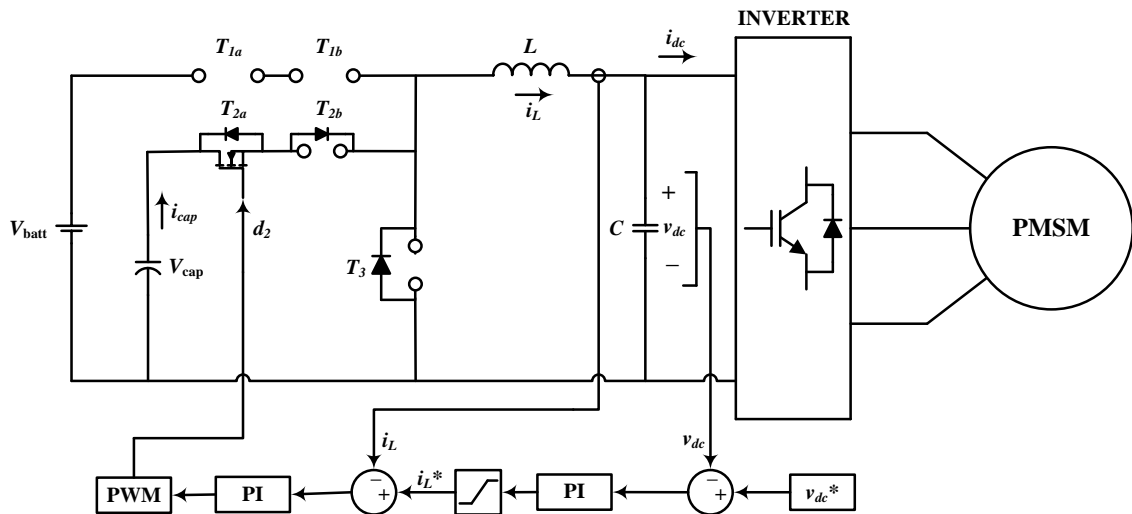 INVERTER
T1a
T1b
L
idc
iL
T2a
T2b
icap
d2
Vbatt
Vcap
T3
C
+
vdc
−
PMSM
iL
vdc
PWM
PI
−
+
iL*
PI
−
+
vdc*